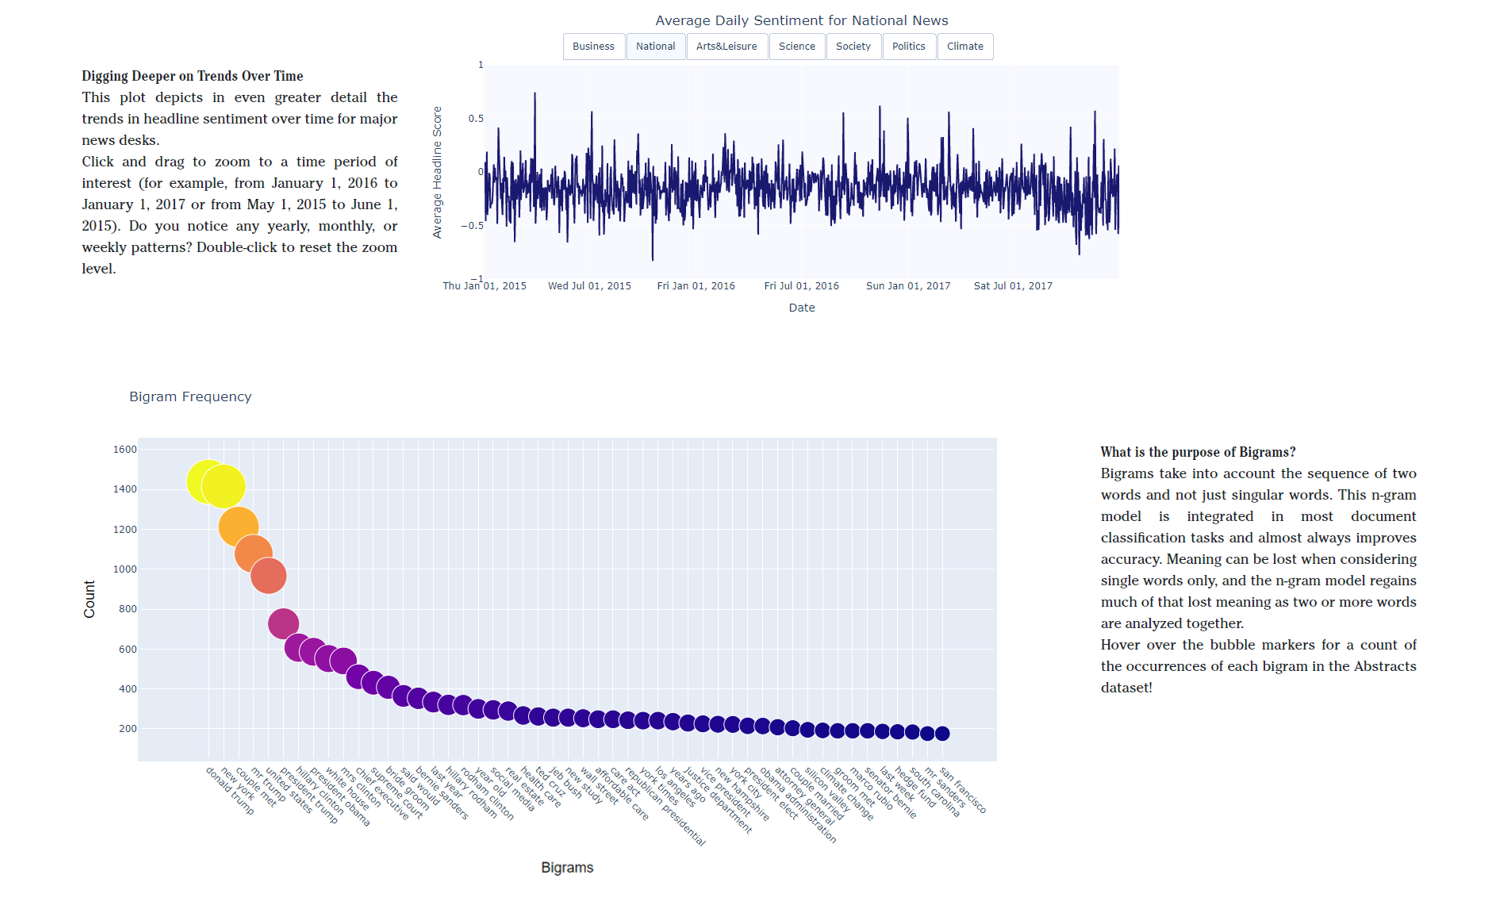 Average Daily Sentiment for National News
Business National Arts&Leisure Science Society Politics Climate
Digging Deeper on Trends Over Time
This plot depicts in even greater detail the
trends in headline sentiment over time for major
news desks.
Click and drag to zoom to a time period of
interest (for example, from January 1, 2016 to
January 1, 2017 or from May 1, 2015 to June 1,
2015). Do you notice any yearly, monthly, or
weekly patterns? Double-click to reset the zoom
level.
Average Headline Score
1
0.5
0
−0.5
−1
Thu Jan 01, 2015 Wed Jul 01, 2015 Fri Jan 01, 2016 Fri Jul 01, 2016 Sun Jan 01, 2017 Sat Jul 01, 2017
Date
Bigram Frequency
Count
1600
1400
1200
1000
800
600
400
200
donald trump
new york
couple met
mr trump
united states
president trump
hillary clinton
president obama
white house
mrs clinton
chief executive
supreme court
bride groom
said would
bernie sanders
last year
hillary rodham
rodham clinton
year old
social media
real estate
health care
ted cruz
jeb bush
new study
wall street
affordable care
care act
republican presidential
york times
los angeles
years ago
justice department
vice president
new hampshire
york city
president elect
obama administration
attorney general
couple married
silicon valley
climate change
groom met
marco rubio
senator bernie
last week
hedge fund
south carolina
mr sanders
san francisco
Bigrams
What is the purpose of Bigrams?
Bigrams take into account the sequence of two
words and not just singular words. This n-gram
model is integrated in most document
classification tasks and almost always improves
accuracy. Meaning can be lost when considering
single words only, and the n-gram model regains
much of that lost meaning as two or more words
are analyzed together.
Hover over the bubble markers for a count of
the occurrences of each bigram in the Abstracts
dataset!